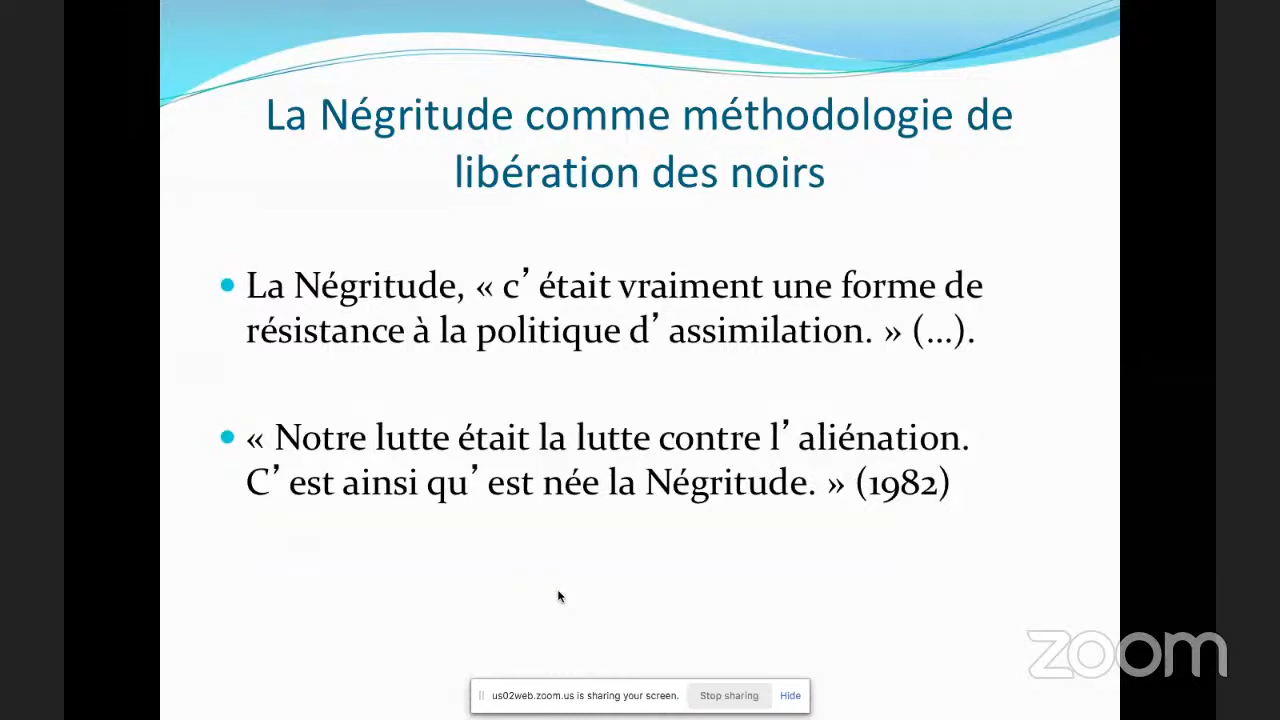 La Négritude comme méthodologie de
libération des noirs
• La Négritude, « c’ était vraiment une forme de
résistance à la politique d’ assimilation. » (…).
• « Notre lutte était la lutte contre l’ aliénation.
C’ est ainsi qu’ est née la Négritude. » (1982)
zoom
us02web.zoom.us is sharing your screen. Stop sharing Hide